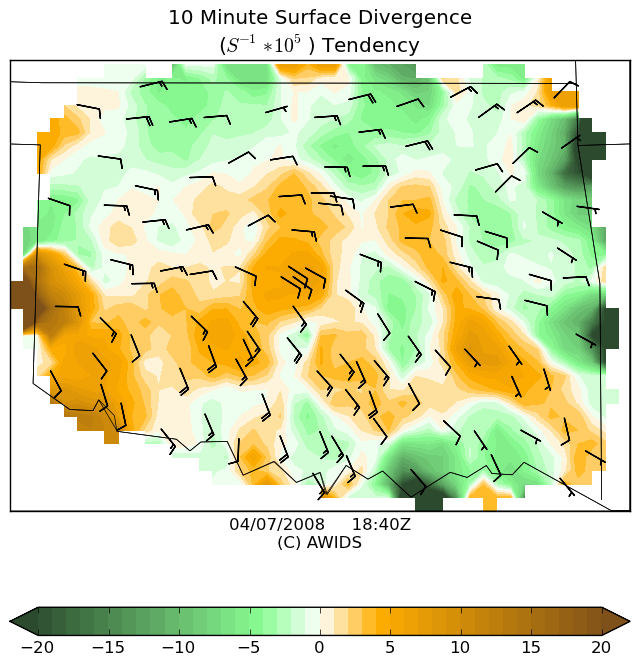 10 Minute Surface Divergence
(S⁻¹ *10⁵ ) Tendency
04/07/2008 18:40Z
(C) AWIDS
−20 −15 −10 −5 0 5 10 15 20